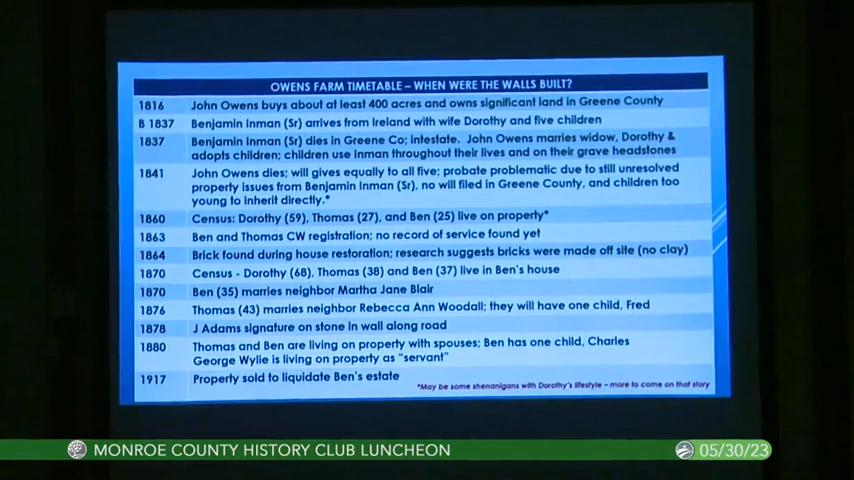 OWENS FARM TIMETABLE – WHEN WERE THE WALLS BUILT?
1816 John Owens buys about at least 400 acres and owns significant land in Greene County
B 1837 Benjamin Inman (Sr) arrives from Ireland with wife Dorothy and five children
1837 Benjamin Inman (Sr) dies in Greene Co; intestate. John Owens marries widow, Dorothy &
adopts children; children use Inman throughout their lives and on their grave headstones
1841 John Owens dies; will gives equally to all five; probate problematic due to still unresolved
property issues from Benjamin Inman (Sr), no will filed in Greene County, and children too
young to inherit directly.*
1860 Census: Dorothy (59), Thomas (27), and Ben (25) live on property*
1863 Ben and Thomas CW registration; no record of service found yet
1864 Brick found during house restoration; research suggests bricks were made off site (no clay)
1870 Census - Dorothy (68), Thomas (38) and Ben (37) live in Ben's house
1870 Ben (35) marries neighbor Martha Jane Blair
1876 Thomas (43) marries neighbor Rebecca Ann Woodall; they will have one child, Fred
1878 J Adams signature on stone in wall along road
1880 Thomas and Ben are living on property with spouses; Ben has one child, Charles
George Wylie is living on property as "servant"
1917 Property sold to liquidate Ben's estate
*May be some shenanigans with Dorothy's lifestyle – more to come on that story
MONROE COUNTY HISTORY CLUB LUNCHEON 05/30/23